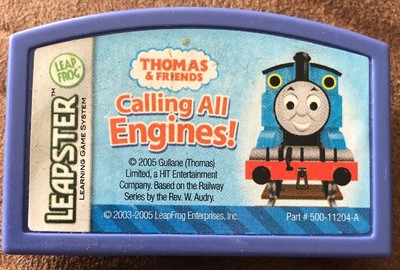 LEAP
FROG
LEAPSTER™
LEARNING GAME SYSTEM
THOMAS
& FRIENDS
Calling All
Engines!
© 2005 Gullane (Thomas)
Limited, a HIT Entertainment
Company. Based on the Railway
Series by the Rev. W. Audry.
© 2003-2005 LeapFrog Enterprises, Inc.
Part # 500-11204-A